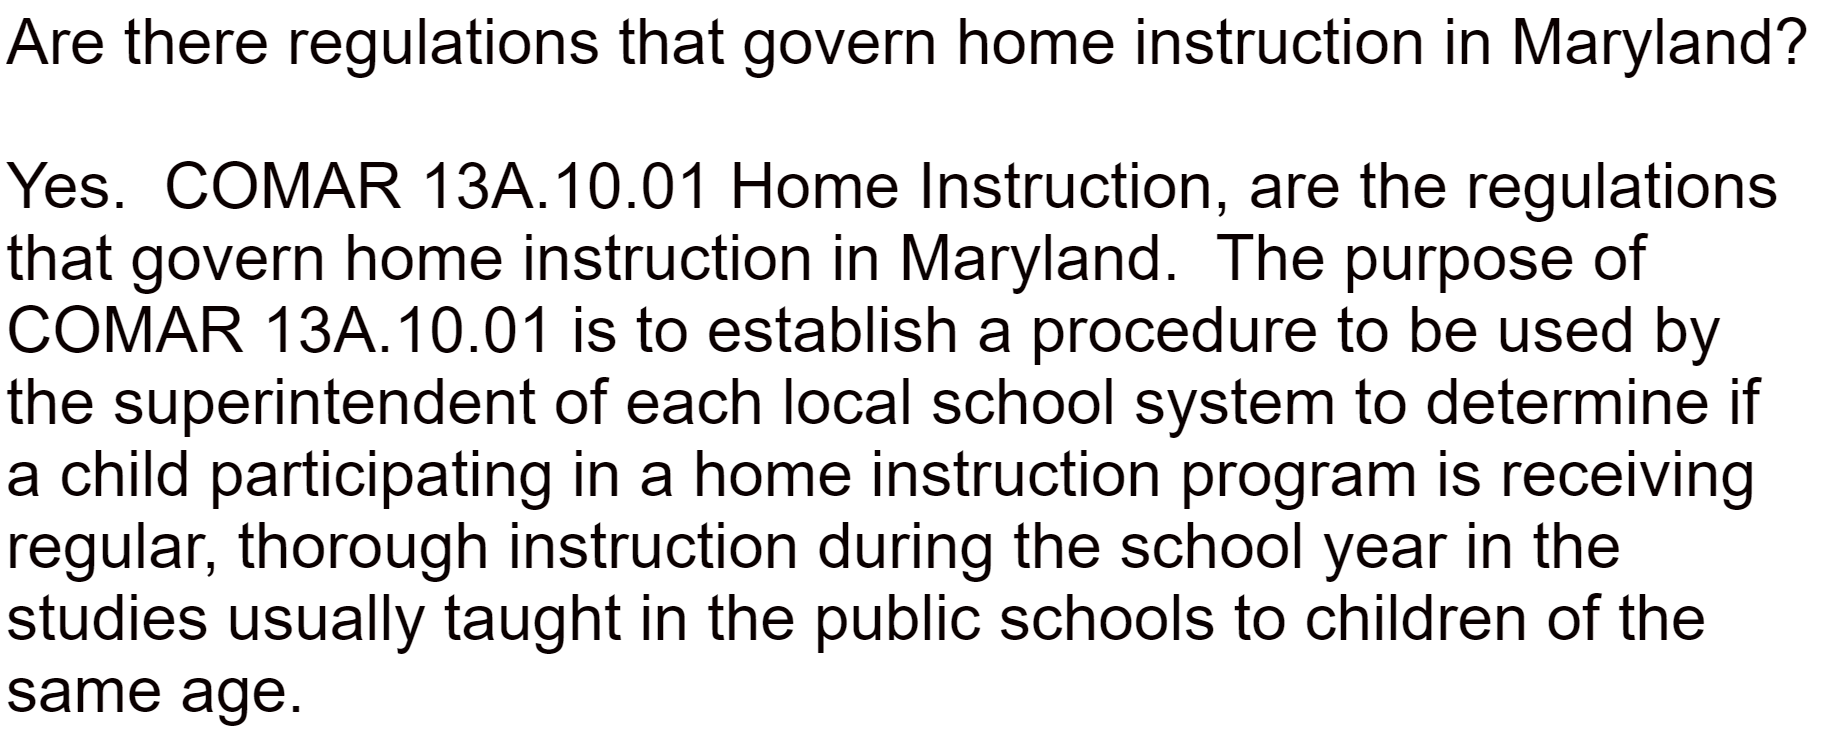 Are there regulations that govern home instruction in Maryland?
Yes.  COMAR 13A.10.01 Home Instruction, are the regulations
that govern home instruction in Maryland.  The purpose of
COMAR 13A.10.01 is to establish a procedure to be used by
the superintendent of each local school system to determine if
a child participating in a home instruction program is receiving
regular, thorough instruction during the school year in the
studies usually taught in the public schools to children of the
same age.